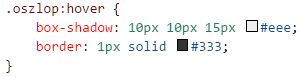 .oszlop:hover {
    box-shadow: 10px 10px 15px #eee;
    border: 1px solid #333;
}